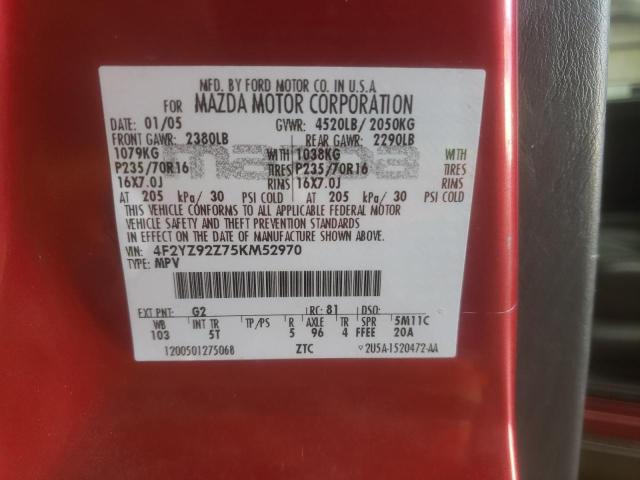 MFD. BY FORD MOTOR CO. IN U.S.A.
FOR MAZDA MOTOR CORPORATION
DATE: 01/05 GVWR: 4520LB/ 2050KG
FRONT GAWR: 2380LB REAR GAWR: 2290LB
1079KG 1038KG
P235/70R16 TIRES P235/70R16 TIRES
16X7.0J RIMS 16X7.0J RIMS
AT 205 kPa/ 30 PSI COLD AT 205 kPa/ 30 PSI COLD
THIS VEHICLE CONFORMS TO ALL APPLICABLE FEDERAL MOTOR
VEHICLE SAFETY AND THEFT PREVENTION STANDARDS
IN EFFECT ON THE DATE OF MANUFACTURE SHOWN ABOVE.
VIN: 4F2YZ92Z75KM52970
TYPE: MPV
EXT PNT: G2 RC: 81 DSO:
WB INT TR TP/PS R AXLE TR SPR 5M11C
103 5T 5 96 4 FFEE 20A
1200501275068 ZTC 2U5A-1520472-AA
mazda